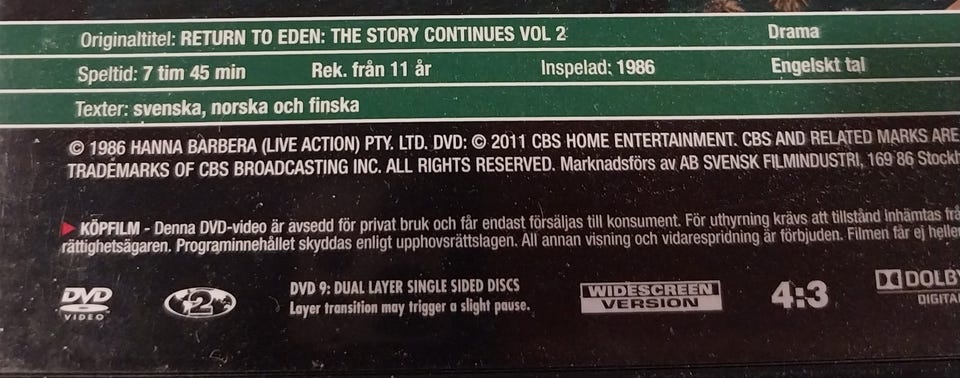 Originaltitel: RETURN TO EDEN: THE STORY CONTINUES VOL 2 Drama
Speltid: 7 tim 45 min Rek. från 11 år Inspelad: 1986 Engelskt tal
Texter: svenska, norska och finska
© 1986 HANNA BARBERA (LIVE ACTION) PTY. LTD. DVD: © 2011 CBS HOME ENTERTAINMENT. CBS AND RELATED MARKS ARE
TRADEMARKS OF CBS BROADCASTING INC. ALL RIGHTS RESERVED. Marknadsförs av AB SVENSK FILMINDUSTRI, 169 86 Stockh
▶ KÖPFILM - Denna DVD-video är avsedd för privat bruk och får endast försäljas till konsument. För uthyrning krävs att tillstånd inhämtas frå
rättighetsägaren. Programinnehållet skyddas enligt upphovsrättslagen. All annan visning och vidarespridning är förbjuden. Filmen får ej heller
DVD VIDEO 2 DVD 9: DUAL LAYER SINGLE SIDED DISCS
Layer transition may trigger a slight pause.
WIDESCREEN
VERSION
4:3
DOLBY
DIGITAL